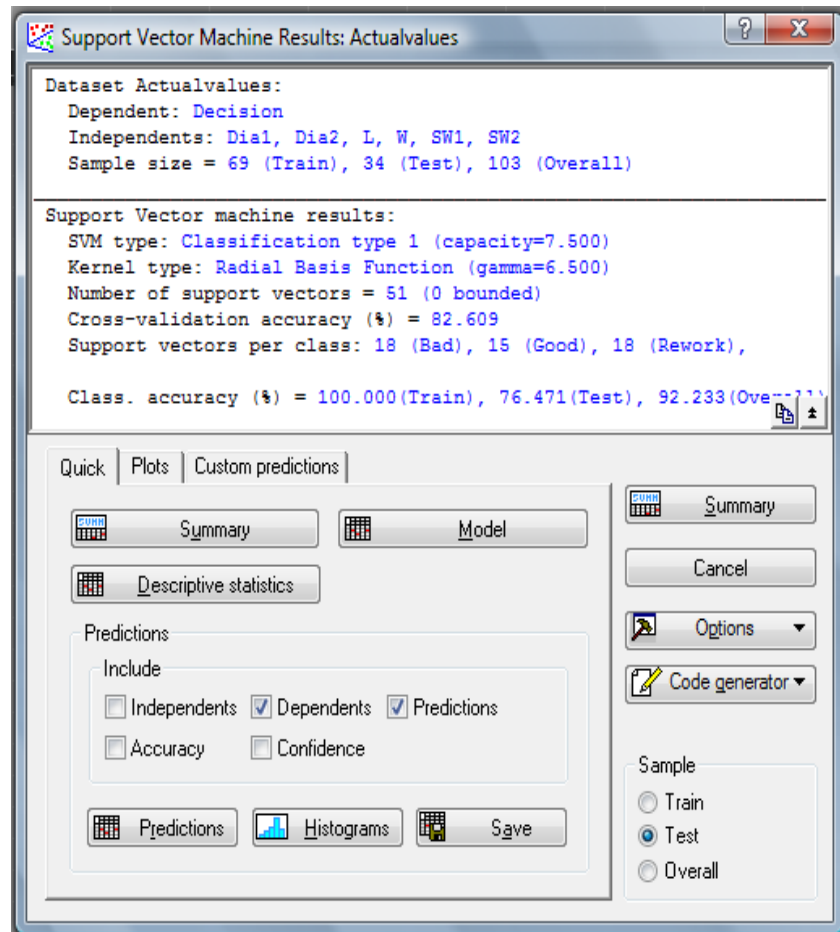 Support Vector Machine Results: Actualvalues
?
X
Dataset Actualvalues:
Dependent: Decision
Independents: Dia1, Dia2, L, W, SW1, SW2
Sample size = 69 (Train), 34 (Test), 103 (Overall)
Support Vector machine results:
SVM type: Classification type 1 (capacity=7.500)
Kernel type: Radial Basis Function (gamma=6.500)
Number of support vectors = 51 (0 bounded)
Cross-validation accuracy (%) = 82.609
Support vectors per class: 18 (Bad), 15 (Good), 18 (Rework),
Class. accuracy (%) = 100.000(Train), 76.471(Test), 92.233(Overall)
Quick Plots Custom predictions
Summary Model
Descriptive statistics
Predictions
Include
Independents Dependents Predictions
Accuracy Confidence
Predictions Histograms Save
Summary
Cancel
Options
Code generator
Sample
Train
Test
Overall